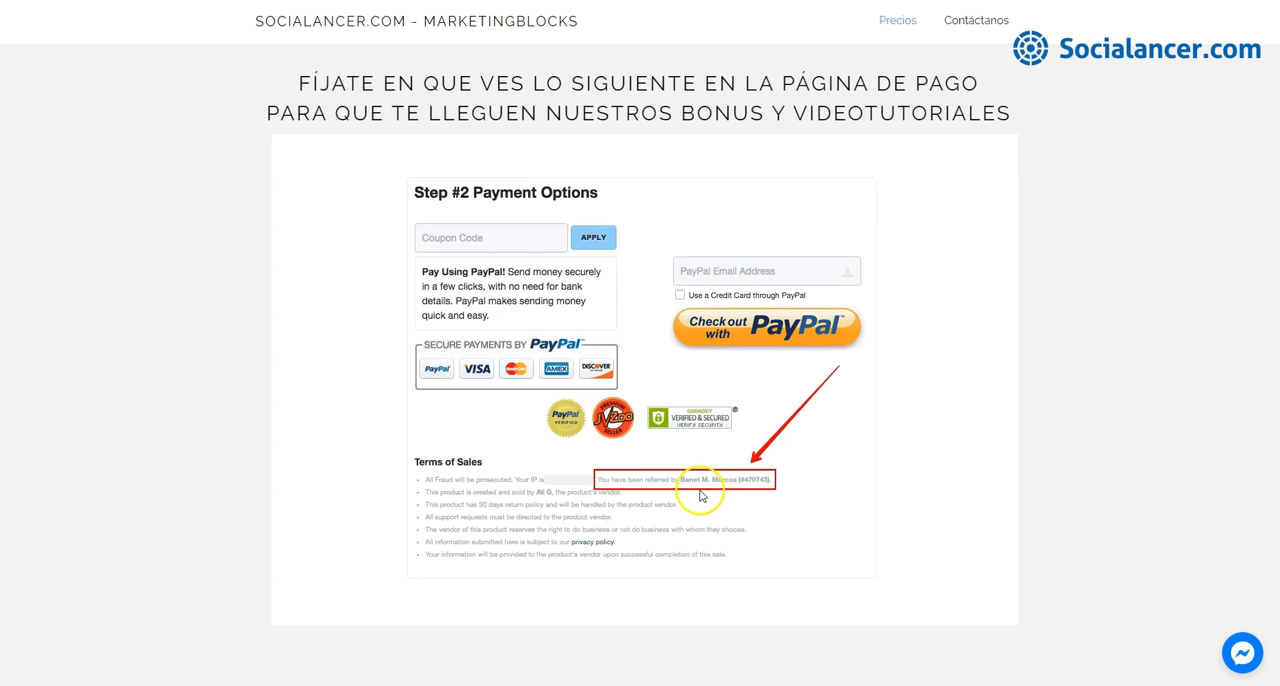 SOCIALANCER.COM - MARKETINGBLOCKS
Precios
Contáctanos
Socialancer.com
FÍJATE EN QUE VES LO SIGUIENTE EN LA PÁGINA DE PAGO
PARA QUE TE LLEGUEN NUESTROS BONUS Y VIDEOTUTORIALES
Step #2 Payment Options
Coupon Code
APPLY
Pay Using PayPal! Send money securely
in a few clicks, with no need for bank
details. PayPal makes sending money
quick and easy.
PayPal Email Address
Use a Credit Card through PayPal
Check out with PayPal™
SECURE PAYMENTS BY PayPal™
PayPal VISA MasterCard AMEX DISCOVER
PayPal VERIFIED
PREMIUM JVZoo SELLER
GODADDY VERIFIED & SECURED VERIFY SECURITY ®
Terms of Sales
All Fraud will be prosecuted. Your IP is You have been referred by Benet M. Marcos (#470743).
This product is created and sold by Ali G, the product's vendor.
This product has 30 days return policy and will be handled by the product vendor.
All support requests must be directed to the product vendor.
The vendor of this product reserves the right to do business or not do business with whom they choose.
All information submitted here is subject to our privacy policy.
Your information will be provided to the product's vendor upon successful completion of this sale.